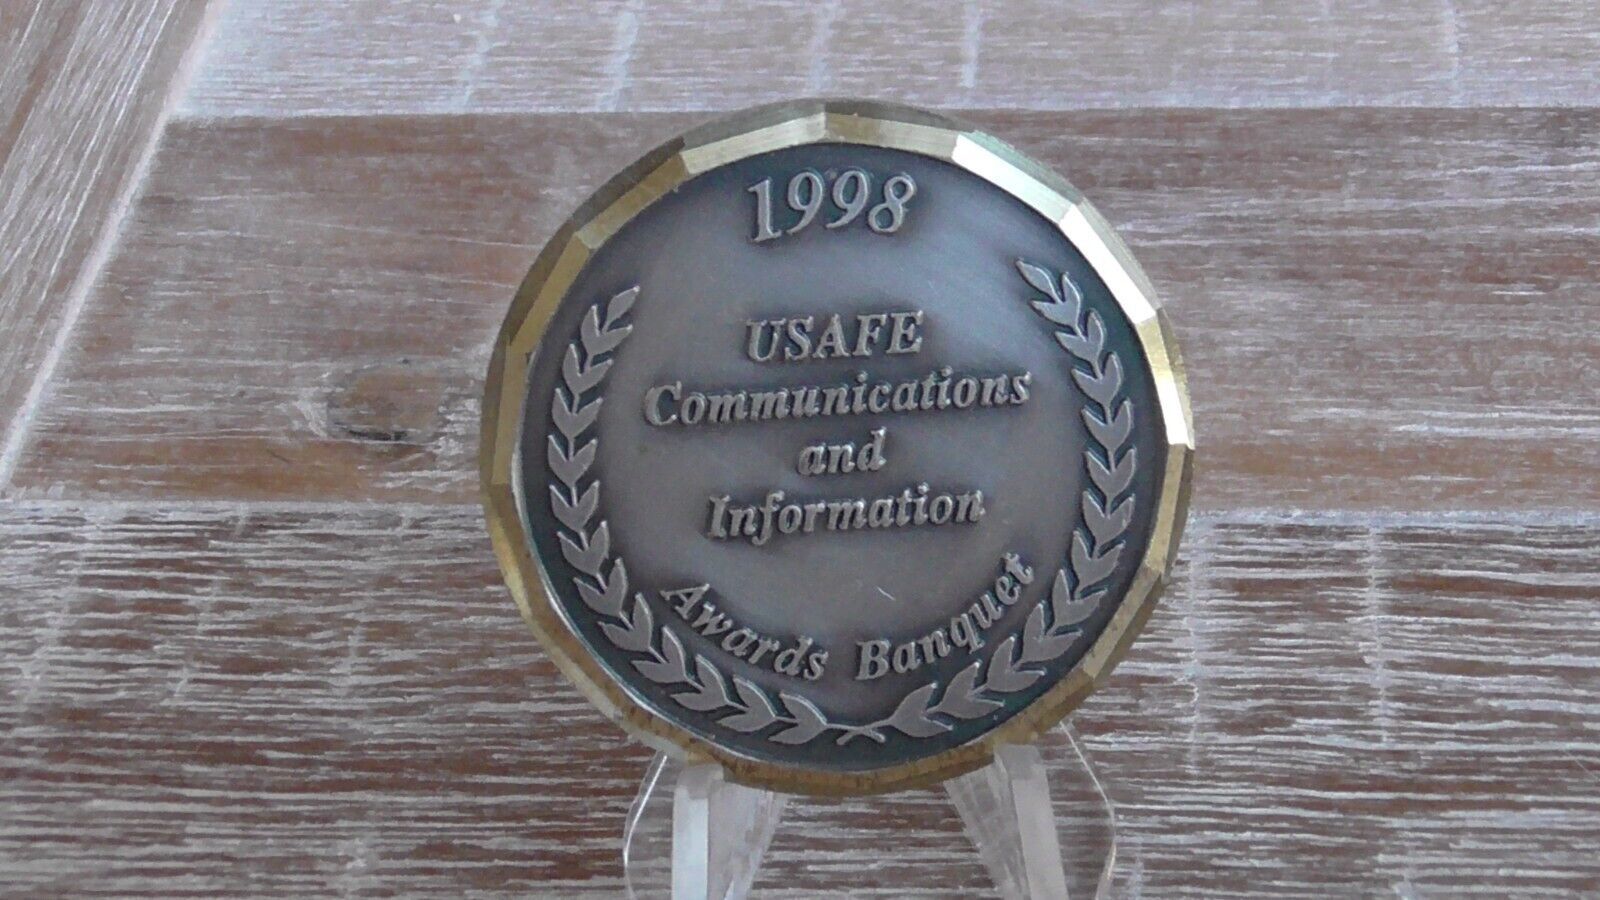 1998
USAFE
Communications
and
Information
Awards Banquet